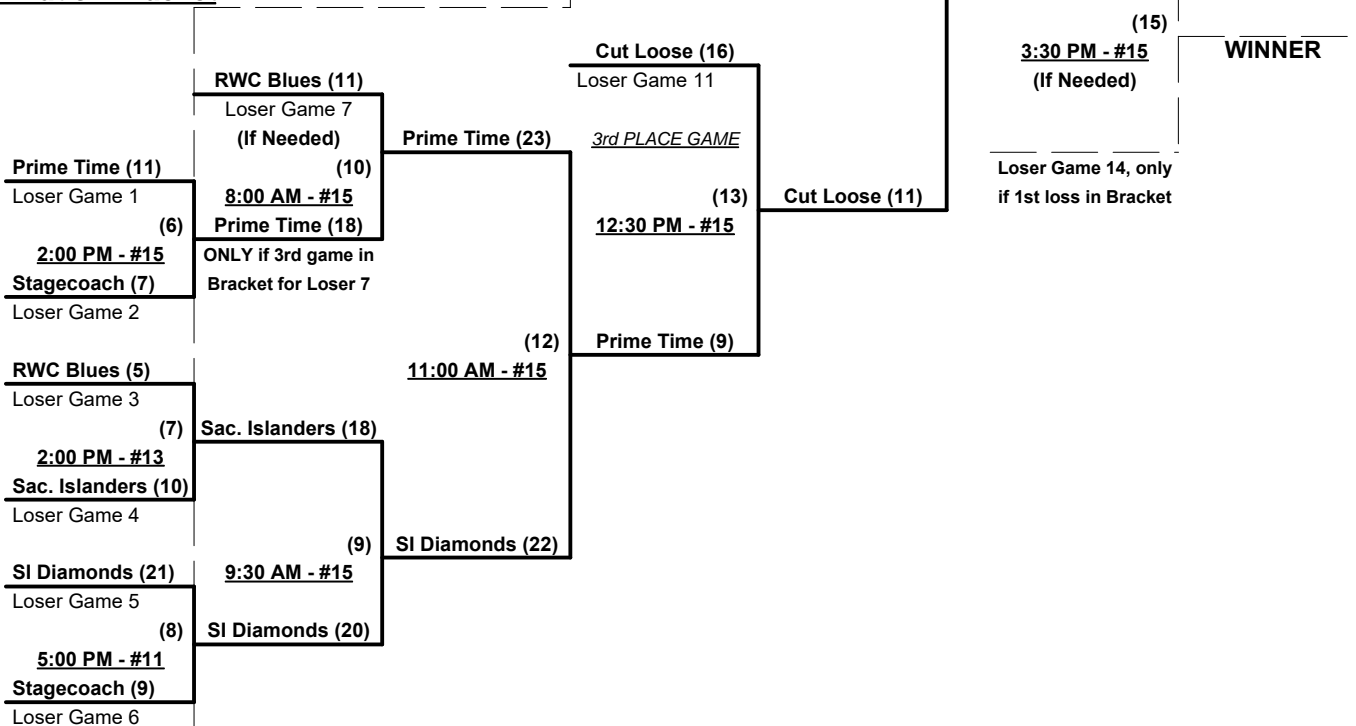 (15)
Cut Loose (16)
3:30 PM - #15
WINNER
RWC Blues (11)
Loser Game 11
(If Needed)
Loser Game 7
(If Needed)
Prime Time (23)
3rd PLACE GAME
Prime Time (11)
(10)
Loser Game 14, only
Loser Game 1
8:00 AM - #15
(13)
Cut Loose (11)
if 1st loss in Bracket
(6)
Prime Time (18)
12:30 PM - #15
2:00 PM - #15
ONLY if 3rd game in
Stagecoach (7)
Bracket for Loser 7
Loser Game 2
(12)
Prime Time (9)
RWC Blues (5)
11:00 AM - #15
Loser Game 3
(7)
Sac. Islanders (18)
2:00 PM - #13
Sac. Islanders (10)
Loser Game 4
(9)
SI Diamonds (22)
SI Diamonds (21)
9:30 AM - #15
Loser Game 5
(8)
SI Diamonds (20)
5:00 PM - #11
Stagecoach (9)
Loser Game 6